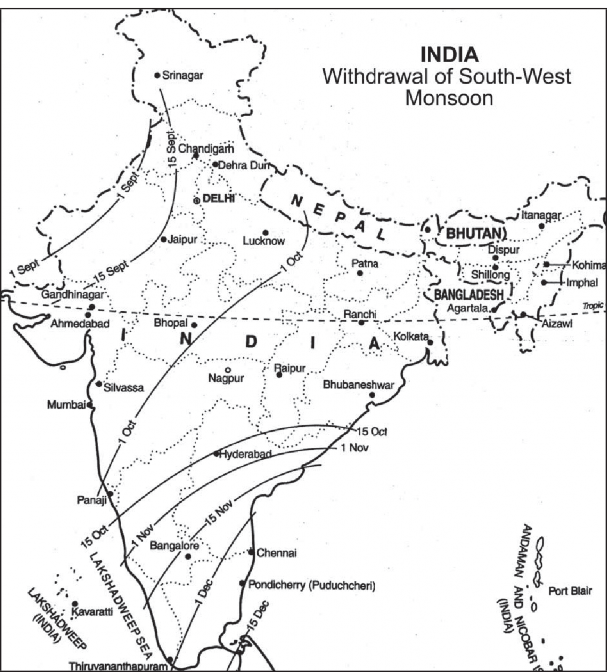 INDIA
Withdrawal of South-West
Monsoon
Srinagar
Chandigarh
Dehra Dun
DELHI
15 Sept
1 Sept
NEPAL
BHUTAN
Itanagar
Dispur
Shillong
Kohima
Imphal
BANGLADESH
Agartala
Aizawl
Tropic
Jaipur
Lucknow
Patna
1 Oct
1 Sept
15 Sept
Gandhinagar
Ahmedabad
Bhopal
Ranchi
Kolkata
INDIA
Silvassa
Nagpur
Raipur
Bhubaneshwar
Mumbai
1 Oct
15 Oct
1 Nov
Hyderabad
Panaji
15 Oct
1 Nov
15 Nov
Bangalore
Chennai
LAKSHADWEEP SEA
LAKSHADWEEP
(INDIA)
Kavaratti
1 Dec
Pondicherry (Puducheri)
15 Dec
Thiruvananthapuram
ANDAMAN AND NICOBAR
(INDIA)
Port Blair